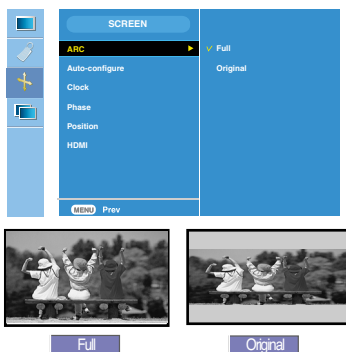 SCREEN
ARC
Full
Auto-configure
Original
Clock
Phase
Position
HDMI
MENU Prev
Full
Original